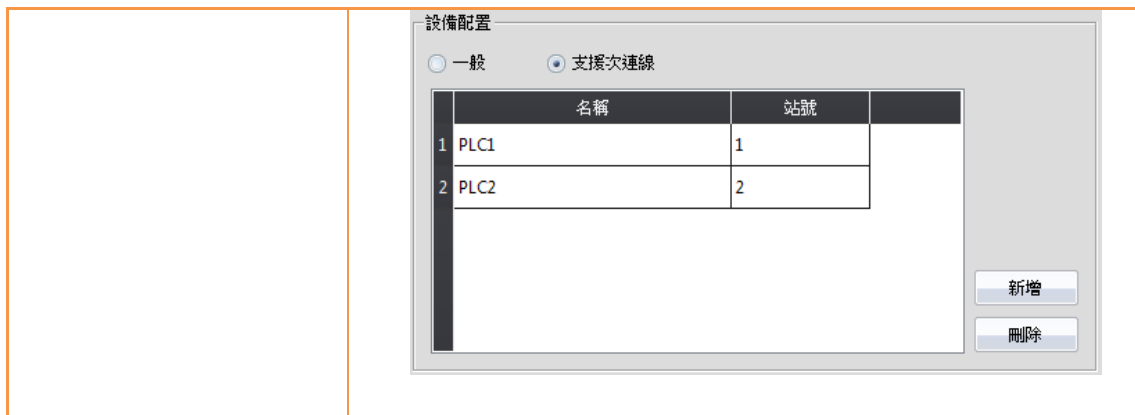 設備配置
一般 支援次連線
名稱 站號
1 PLC1 1
2 PLC2 2
新增
刪除